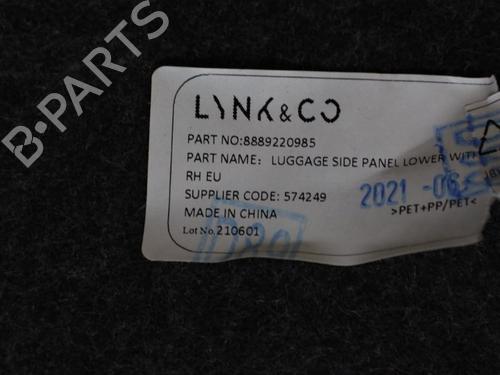 B-PARTS
LYNK&CO
PART NO:8889220985
PART NAME: LUGGAGE SIDE PANEL LOWER WITH
RH EU
SUPPLIER CODE: 574249
2021 -06
MADE IN CHINA
>PET+PP/PET<
Lot No.210601